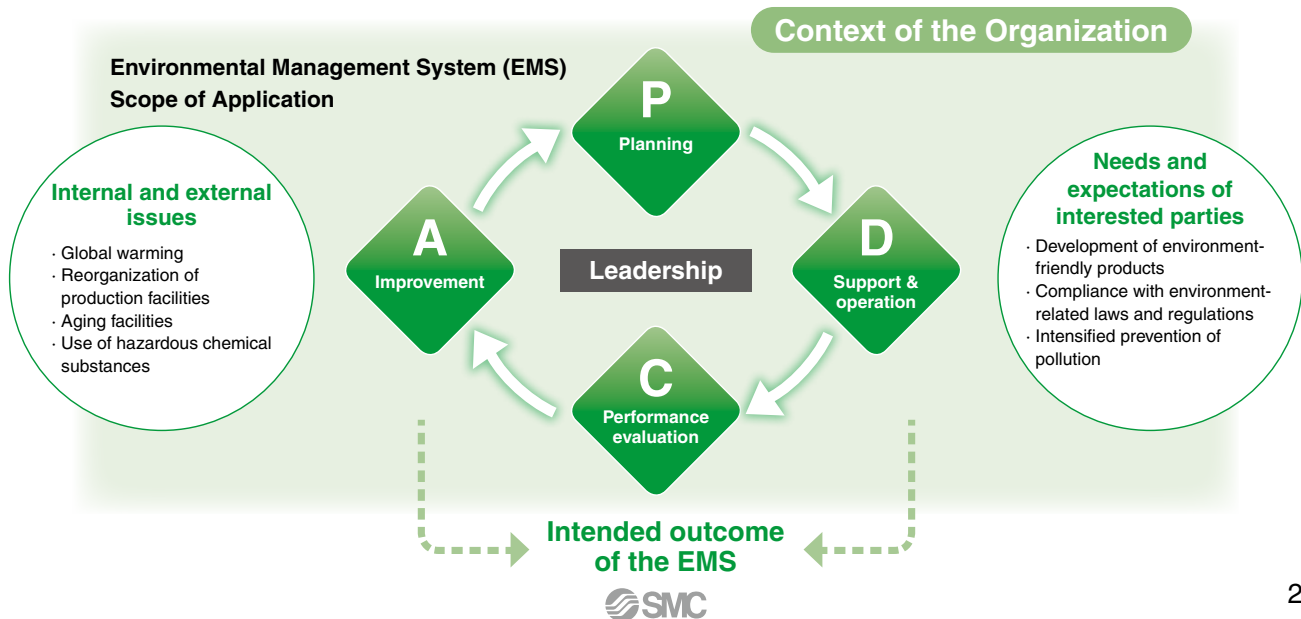 Context of the Organization
Environmental Management System (EMS)
Scope of Application
P
Planning
Internal and external
issues
· Global warming
· Reorganization of
production facilities
· Aging facilities
· Use of hazardous chemical
substances
A
Improvement
Leadership
D
Support &
operation
Needs and
expectations of
interested parties
· Development of environment-
friendly products
· Compliance with environment-
related laws and regulations
· Intensified prevention of
pollution
C
Performance
evaluation
Intended outcome
of the EMS
SMC
2